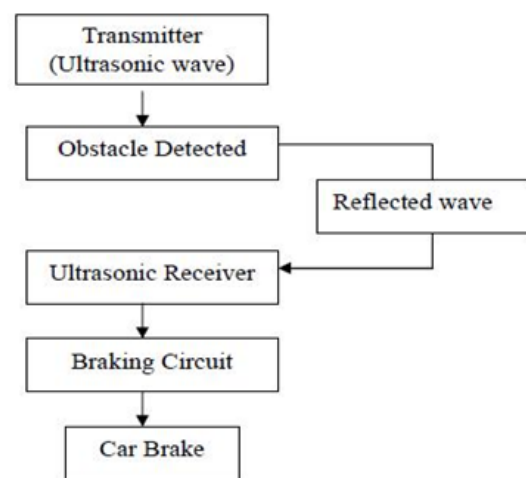 Transmitter
(Ultrasonic wave)
Obstacle Detected
Reflected wave
Ultrasonic Receiver
Braking Circuit
Car Brake